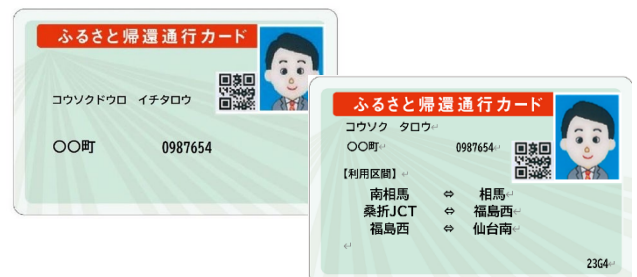 ふるさと帰還通行カード
コウソクドウロ イチタロウ
〇〇町 0987654
ふるさと帰還通行カード
コウソク タロウ↵
〇〇町↵ 0987654↵
【利用区間】↵
南相馬 ⇔ 相馬↵
桑折JCT ⇔ 福島西↵
福島西 ⇔ 仙台南↵
↵
23G4↵